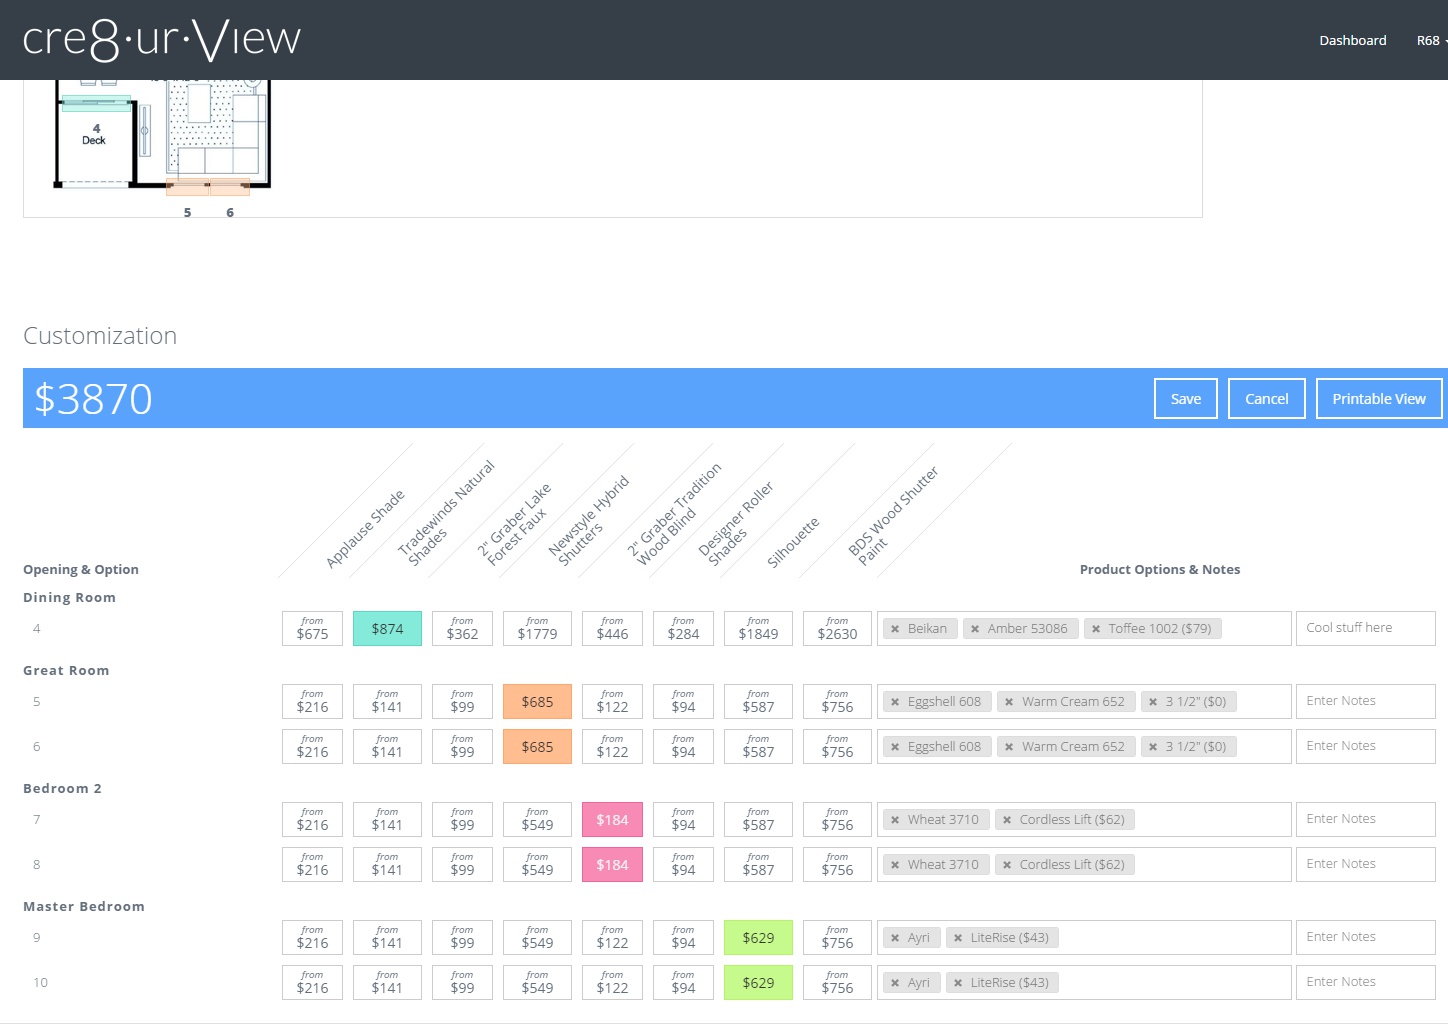 cre8·ur·View
Dashboard R68
4
Deck
5 6
Customization
$3870 Save Cancel Printable View
Applause Shade
Tradewinds Natural
Shades
2" Graber Lake
Forest Faux
Newstyle Hybrid
Shutters
2" Graber Tradition
Wood Blind
Designer Roller
Shades
Silhouette
BDS Wood Shutter
Paint
Opening & Option Product Options & Notes
Dining Room
from from from from from from from
4 $675 $874 $362 $1779 $446 $284 $1849 $2630 Beikan Amber 53086 Toffee 1002 ($79) Cool stuff here
Great Room
from from from from from from from
5 $216 $141 $99 $685 $122 $94 $587 $756 Eggshell 608 Warm Cream 652 3 1/2" ($0) Enter Notes
from from from from from from from
6 $216 $141 $99 $685 $122 $94 $587 $756 Eggshell 608 Warm Cream 652 3 1/2" ($0) Enter Notes
Bedroom 2
from from from from from from from
7 $216 $141 $99 $549 $184 $94 $587 $756 Wheat 3710 Cordless Lift ($62) Enter Notes
from from from from from from from
8 $216 $141 $99 $549 $184 $94 $587 $756 Wheat 3710 Cordless Lift ($62) Enter Notes
Master Bedroom
from from from from from from from
9 $216 $141 $99 $549 $122 $94 $629 $756 Ayri LiteRise ($43) Enter Notes
from from from from from from from
10 $216 $141 $99 $549 $122 $94 $629 $756 Ayri LiteRise ($43) Enter Notes